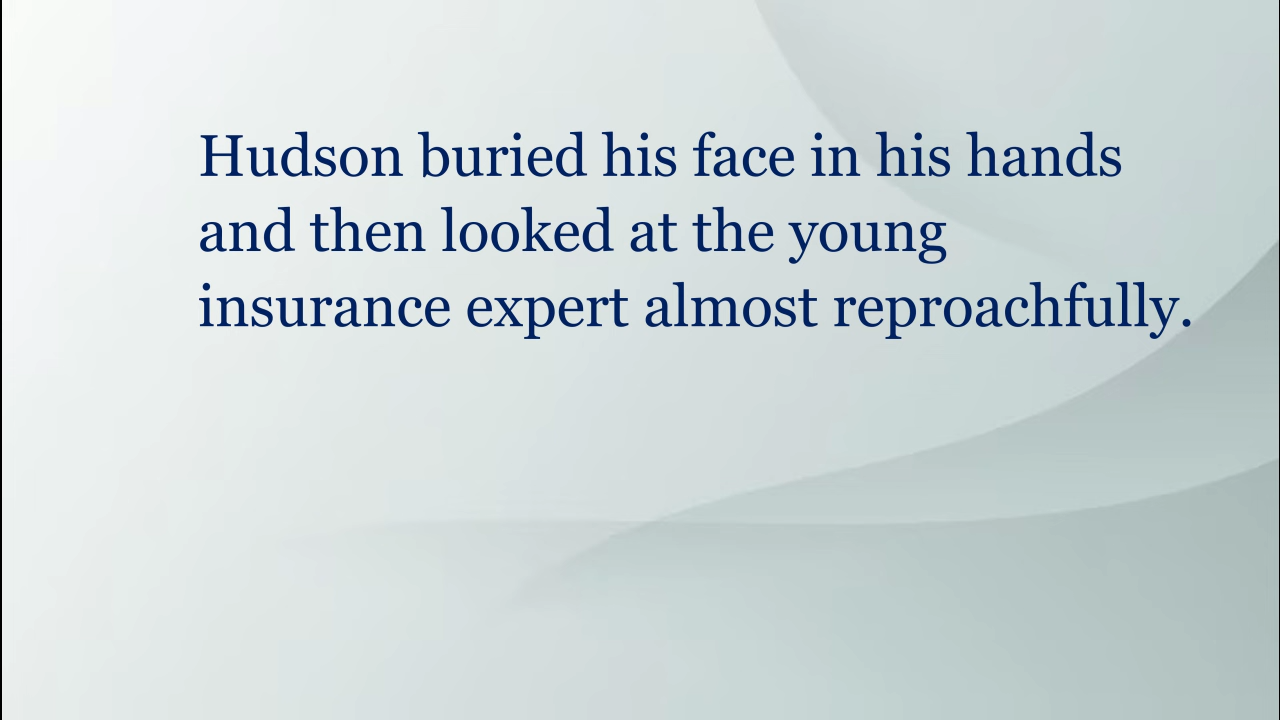 Hudson buried his face in his hands
and then looked at the young
insurance expert almost reproachfully.